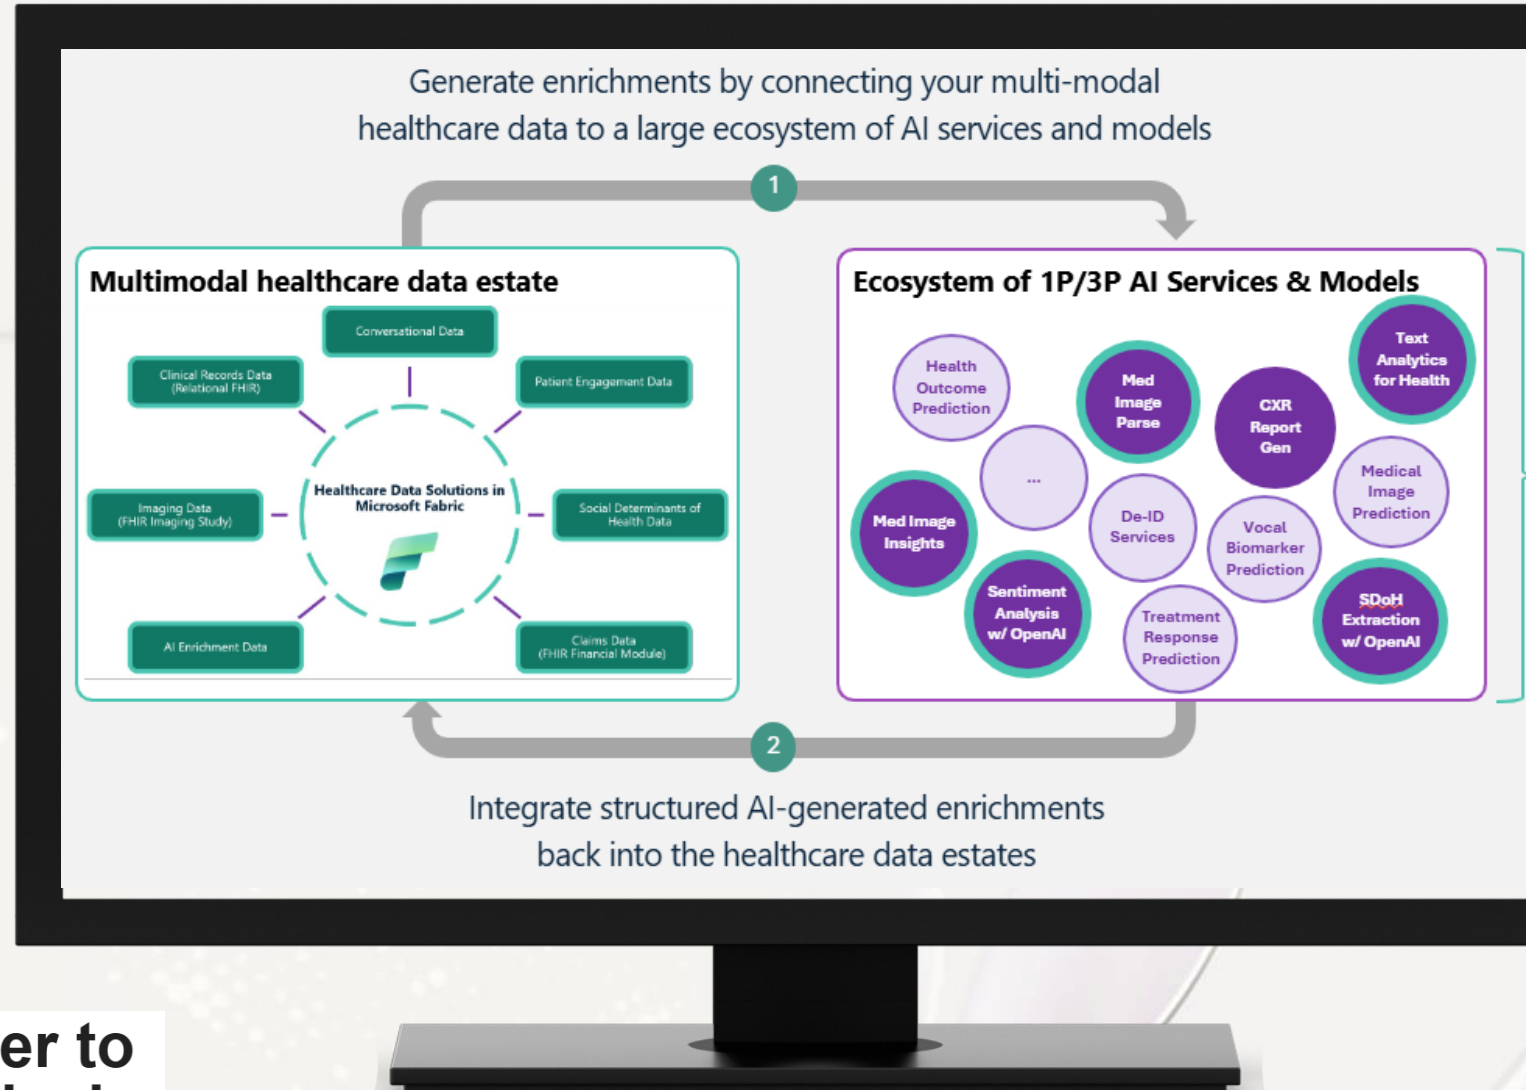 Generate enrichments by connecting your multi-modal
healthcare data to a large ecosystem of AI services and models
1
Multimodal healthcare data estate
Conversational Data
Clinical Records Data
(Relational FHIR)
Patient Engagement Data
Healthcare Data Solutions in
Microsoft Fabric
Imaging Data
(FHIR Imaging Study)
Social Determinants of
Health Data
AI Enrichment Data
Claims Data
(FHIR Financial Module)
Ecosystem of 1P/3P AI Services & Models
Text
Analytics
for Health
Health
Outcome
Prediction
Med
Image
Parse
CXR
Report
Gen
...
Medical
Image
Prediction
Med Image
Insights
De-ID
Services
Vocal
Biomarker
Prediction
Sentiment
Analysis
w/ OpenAI
Treatment
Response
Prediction
SDoH
Extraction
w/ OpenAI
2
Integrate structured AI-generated enrichments
back into the healthcare data estates
er to